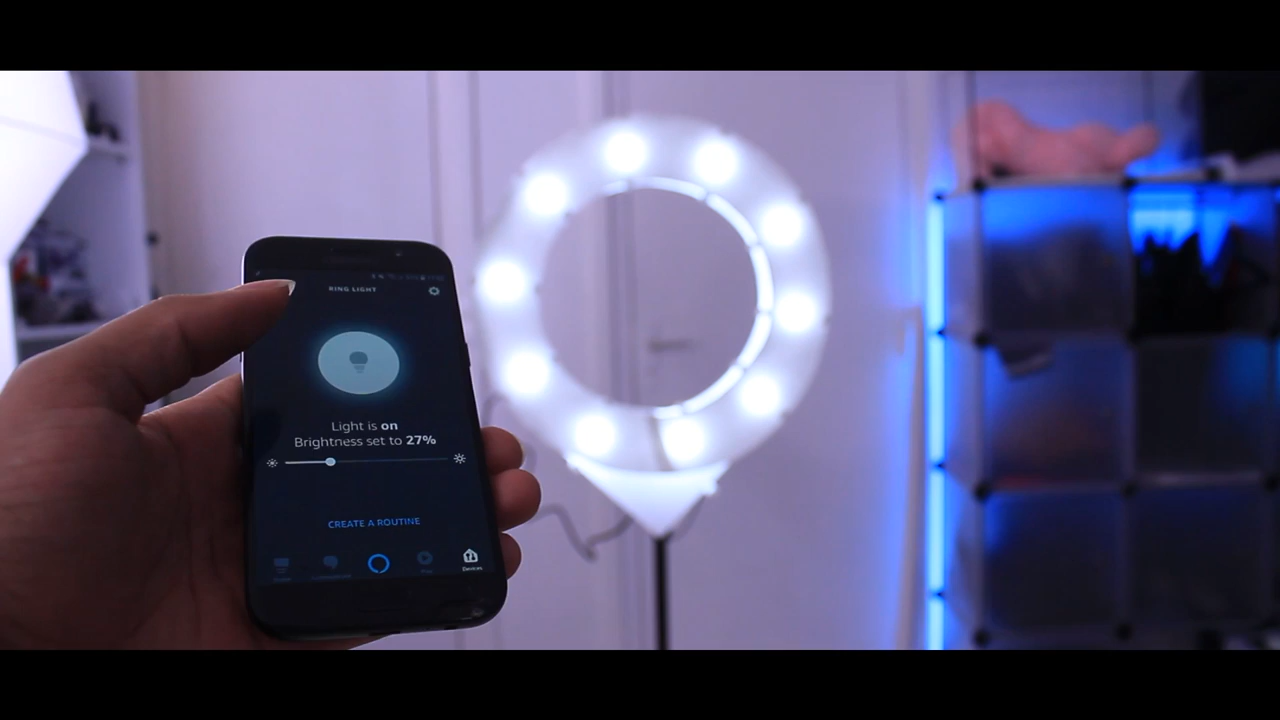 RING LIGHT
Light is on
Brightness set to 27%
CREATE A ROUTINE
Devices